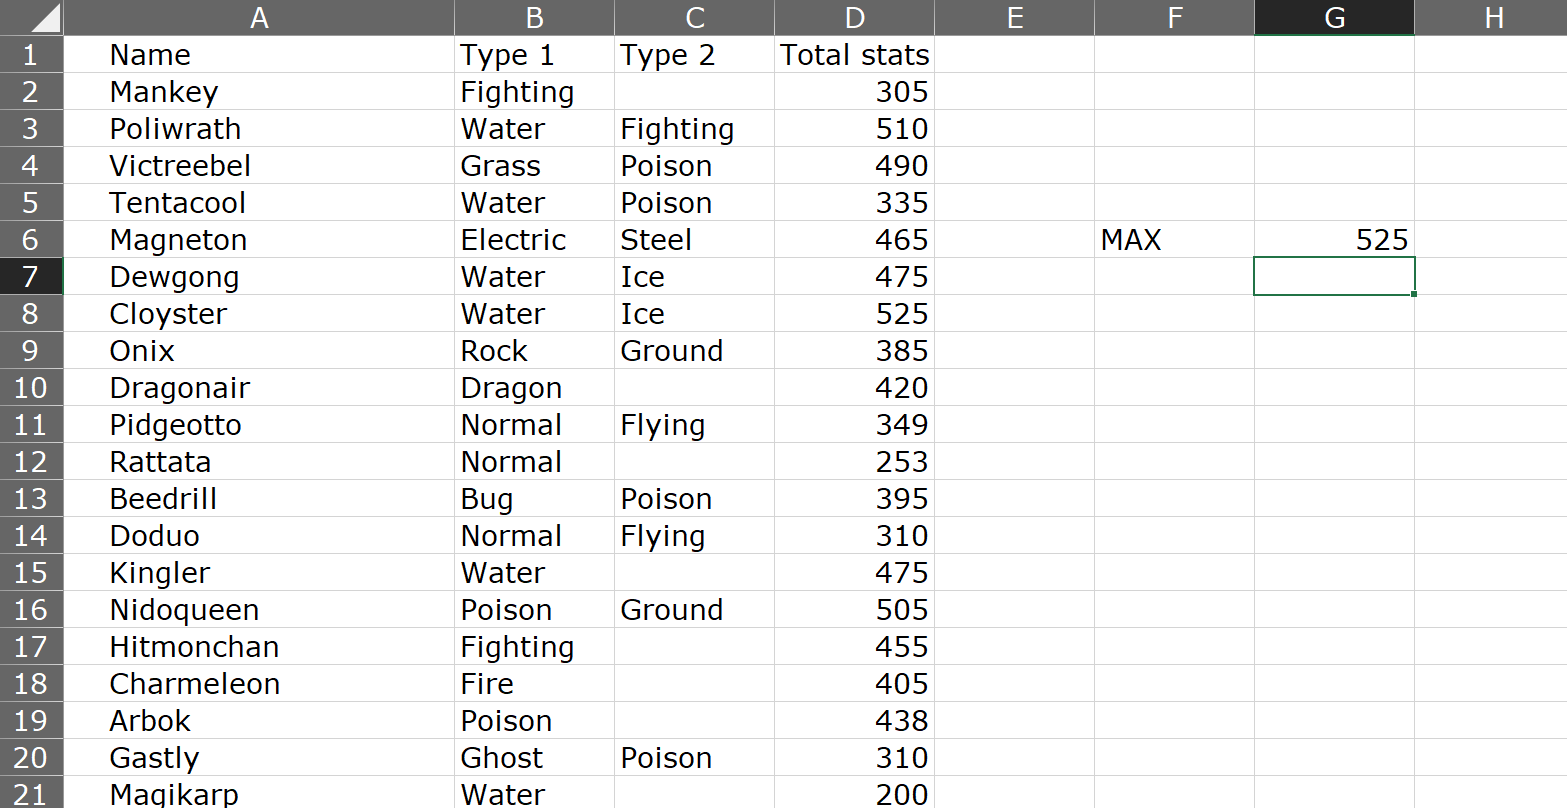 A B C D E F G H
1 Name Type 1 Type 2 Total stats
2 Mankey Fighting 305
3 Poliwrath Water Fighting 510
4 Victreebel Grass Poison 490
5 Tentacool Water Poison 335
6 Magneton Electric Steel 465 MAX 525
7 Dewgong Water Ice 475
8 Cloyster Water Ice 525
9 Onix Rock Ground 385
10 Dragonair Dragon 420
11 Pidgeotto Normal Flying 349
12 Rattata Normal 253
13 Beedrill Bug Poison 395
14 Doduo Normal Flying 310
15 Kingler Water 475
16 Nidoqueen Poison Ground 505
17 Hitmonchan Fighting 455
18 Charmeleon Fire 405
19 Arbok Poison 438
20 Gastly Ghost Poison 310
21 Magikarp Water 200